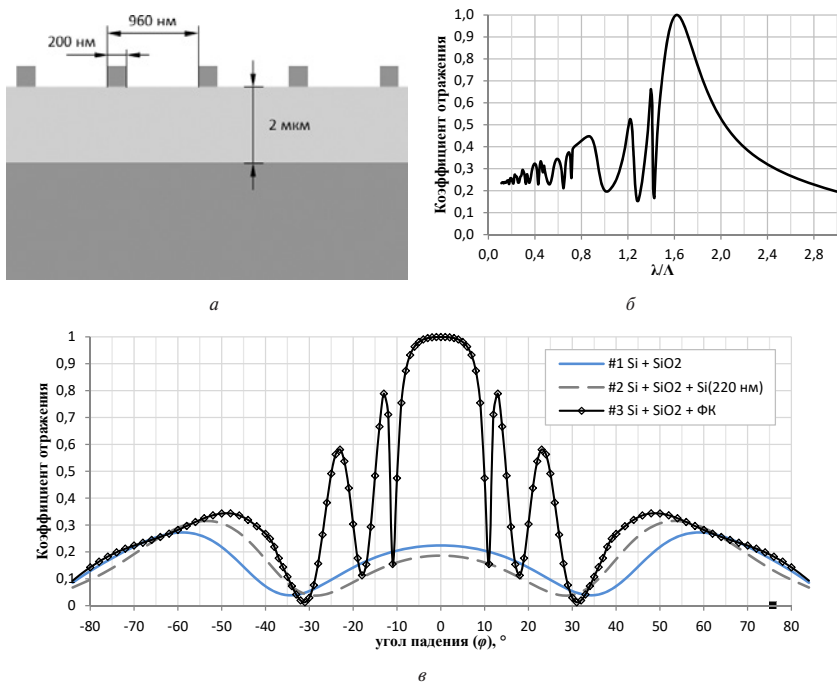 960 нм
200 нм
2 мкм
а
1,0
0,9
0,8
0,7
0,6
0,5
0,4
0,3
0,2
0,1
0,0
Коэффициент отражения
0,0 0,4 0,8 1,2 1,6 2,0 2,4 2,8
λ/Λ
б
1
0,9
0,8
0,7
0,6
0,5
0,4
0,3
0,2
0,1
0
Коэффициент отражения
#1 Si + SiO2
#2 Si + SiO2 + Si(220 нм)
#3 Si + SiO2 + ФК
-80 -70 -60 -50 -40 -30 -20 -10 0 10 20 30 40 50 60 70 80
угол падения (φ), °
в